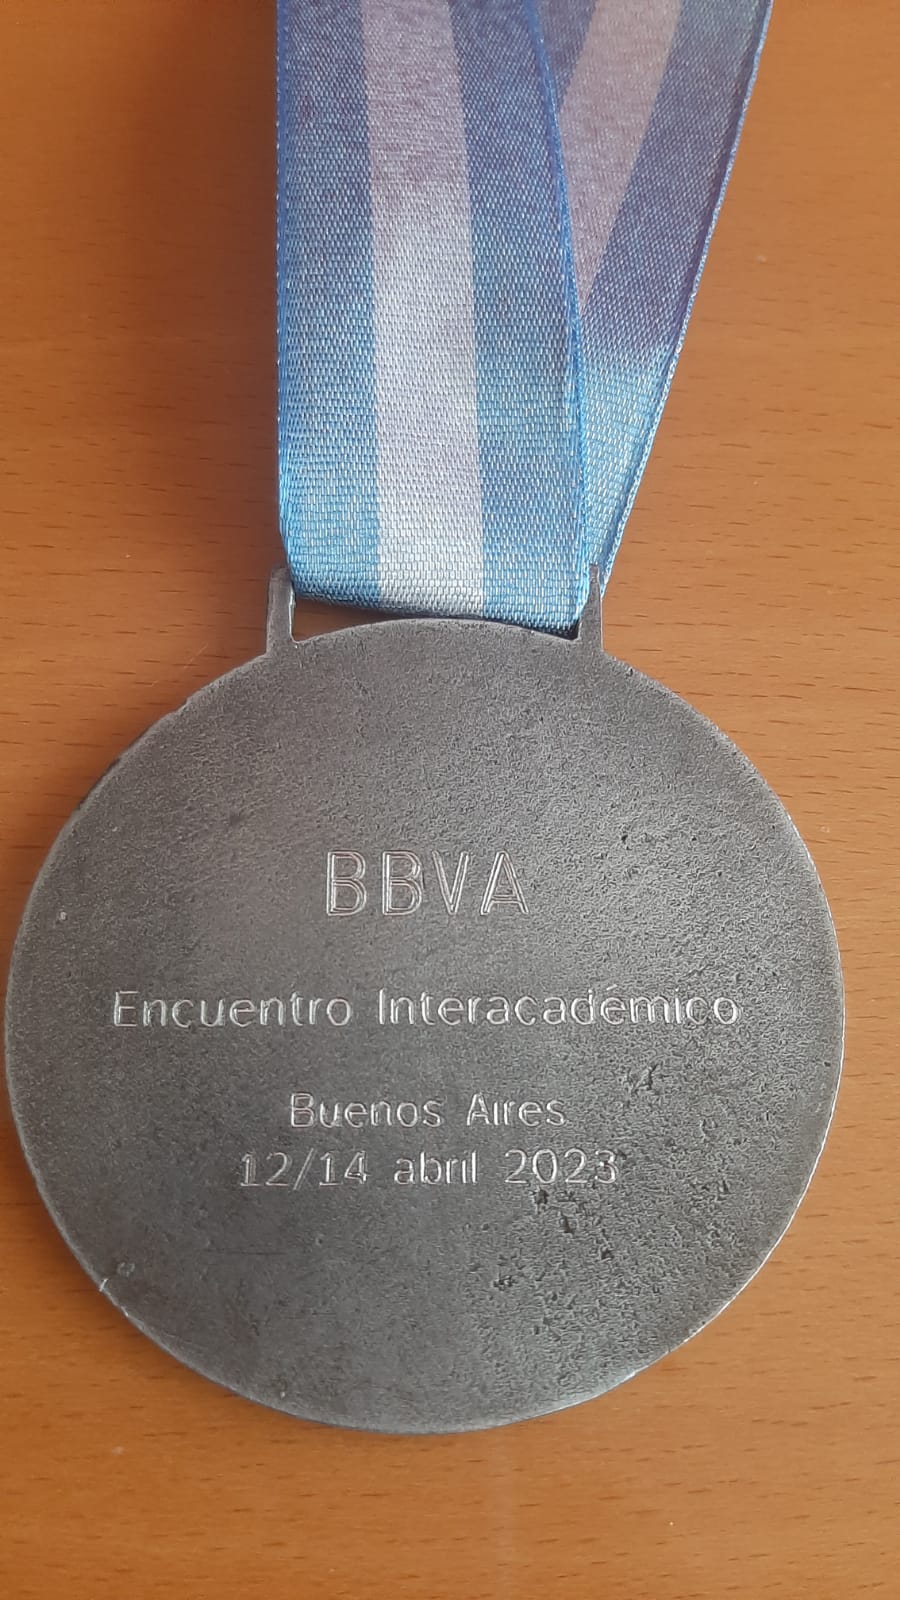 BBVA
Encuentro Interacadémico
Buenos Aires
12/14 abril 2023